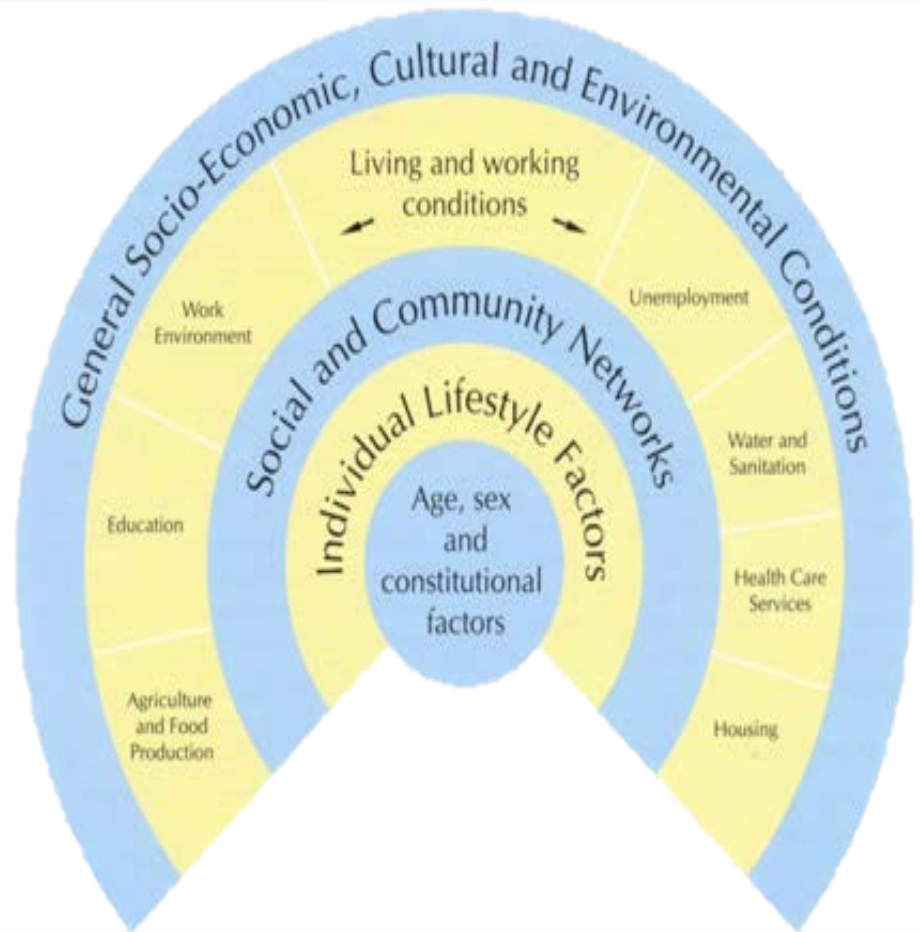 General Socio-Economic, Cultural and Environmental Conditions
Living and working
conditions
Work
Environment
Unemployment
Social and Community Networks
Individual Lifestyle Factors
Water and
Sanitation
Age, sex
and
constitutional
factors
Education
Health Care
Services
Agriculture
and Food
Production
Housing